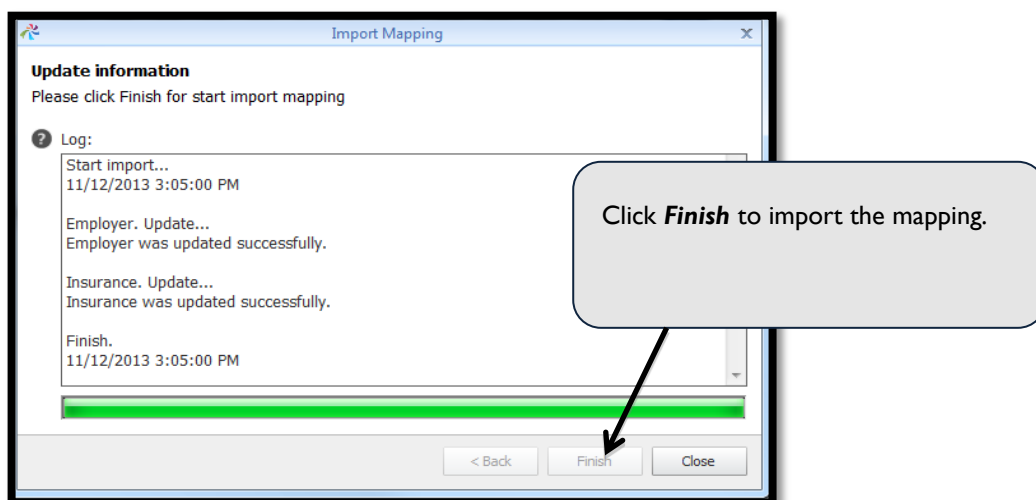 Import Mapping
Update information
Please click Finish for start import mapping
Log:
Start import...
11/12/2013 3:05:00 PM
Employer. Update...
Employer was updated successfully.
Insurance. Update...
Insurance was updated successfully.
Finish.
11/12/2013 3:05:00 PM
Click Finish to import the mapping.
< Back Finish Close